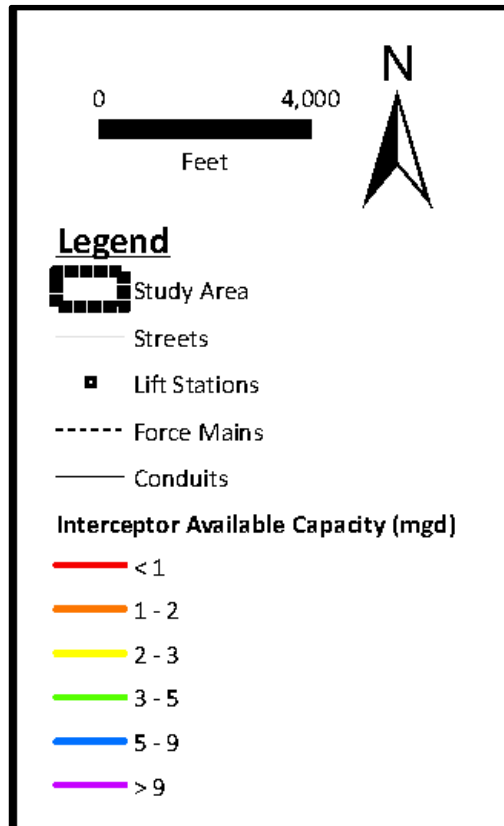 N
0 4,000
Feet
Legend
Study Area
Streets
Lift Stations
Force Mains
Conduits
Interceptor Available Capacity (mgd)
< 1
1 - 2
2 - 3
3 - 5
5 - 9
> 9